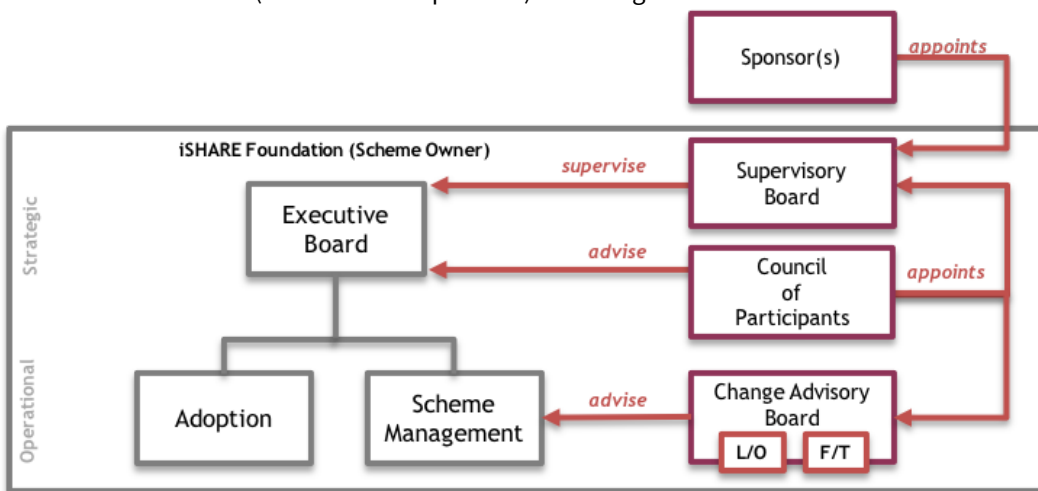 Sponsor(s)
appoints
iSHARE Foundation (Scheme Owner)
supervise
Supervisory
Board
Executive
Board
Strategic
advise
Council
of
Participants
appoints
Operational
Adoption
Scheme
Management
advise
Change Advisory
Board
L/O
F/T